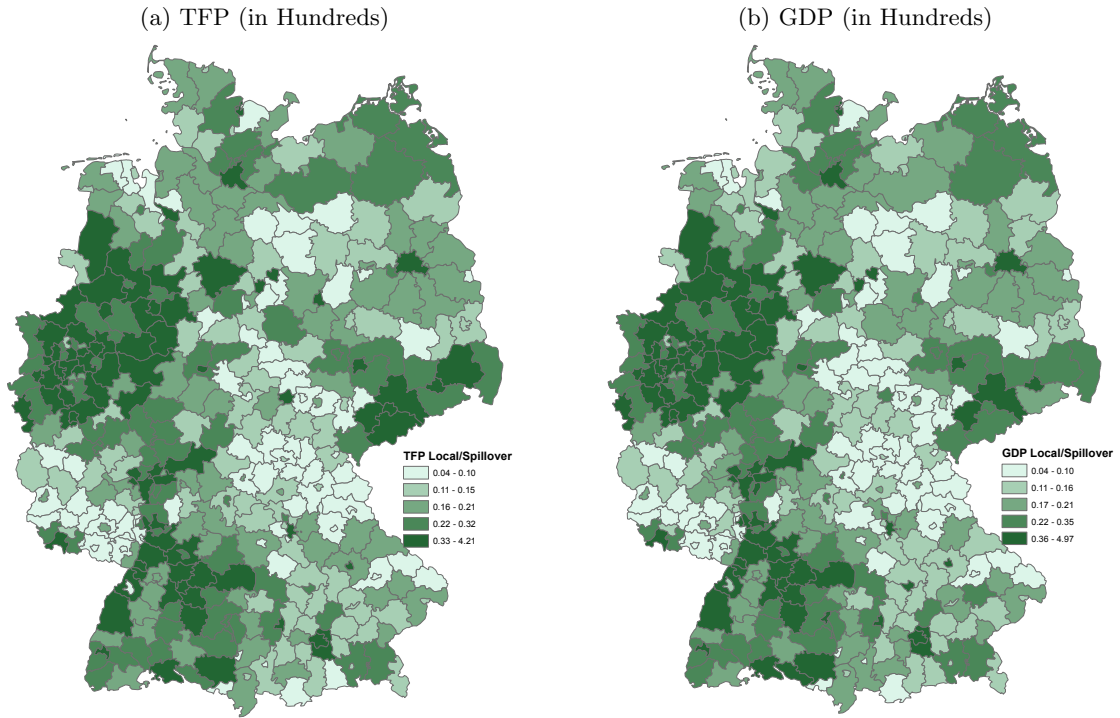 (a) TFP (in Hundreds)
(b) GDP (in Hundreds)
TFP Local/Spillover
0.04 - 0.10
0.11 - 0.15
0.16 - 0.21
0.22 - 0.32
0.33 - 4.21
GDP Local/Spillover
0.04 - 0.10
0.11 - 0.16
0.17 - 0.21
0.22 - 0.35
0.36 - 4.97